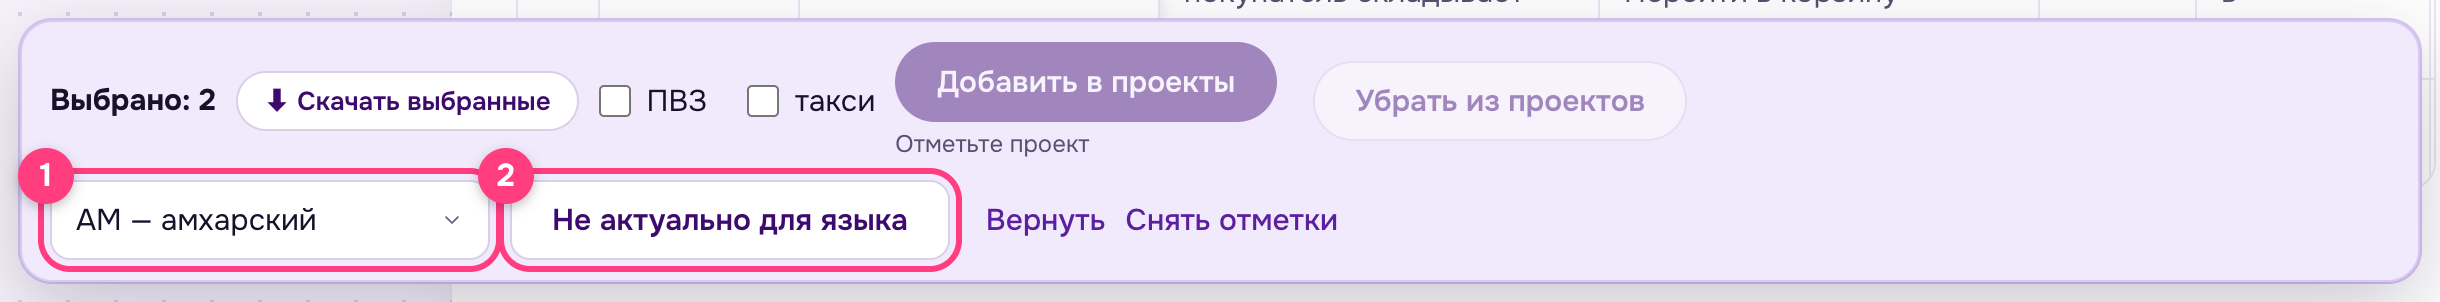 Выбрано: 2
Скачать выбранные
ПВЗ
такси
Добавить в проекты
Убрать из проектов
Отметьте проект
1
2
AM — амхарский
Не актуально для языка
Вернуть
Снять отметки